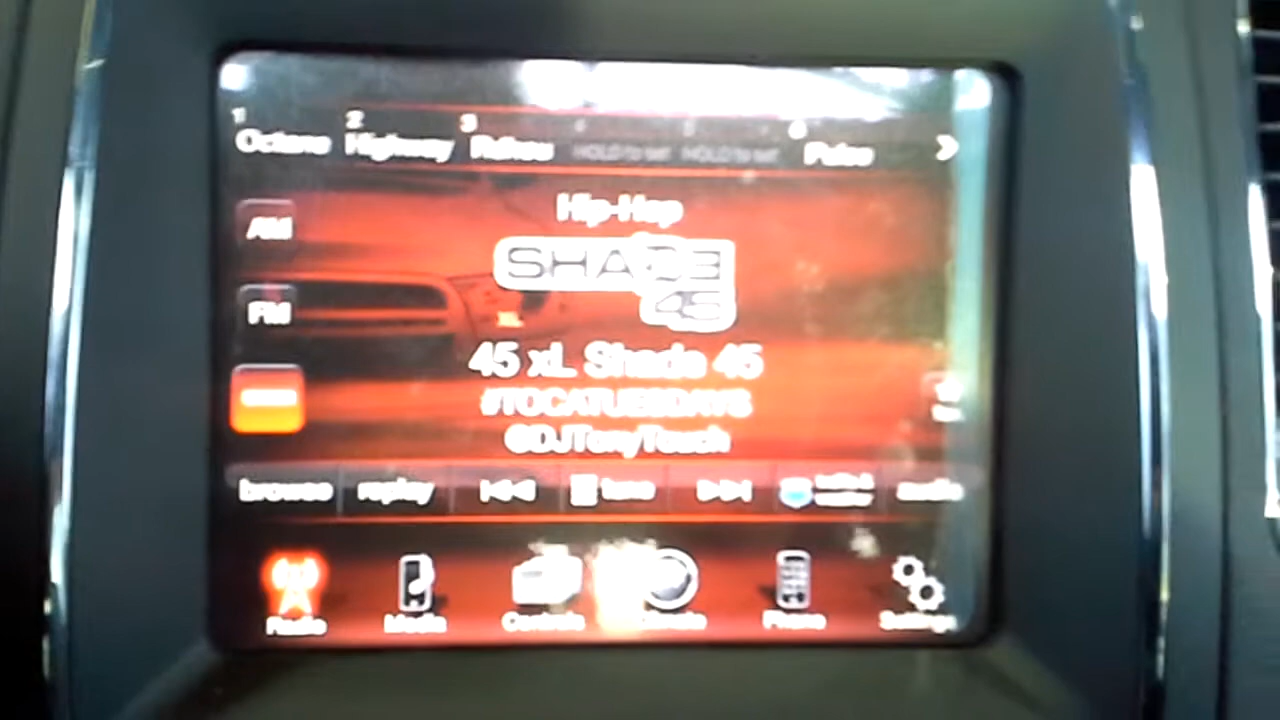 1 2 3
Octane Highway HOLD to set HOLD to set Pulse
Hip-Hop
AM
SHADE
45
FM
45 xL Shade 45
#TOCATUESDAYS
@DJTonyTouch
browse replay tune audio
Radio Media Controls Climate Phone Settings